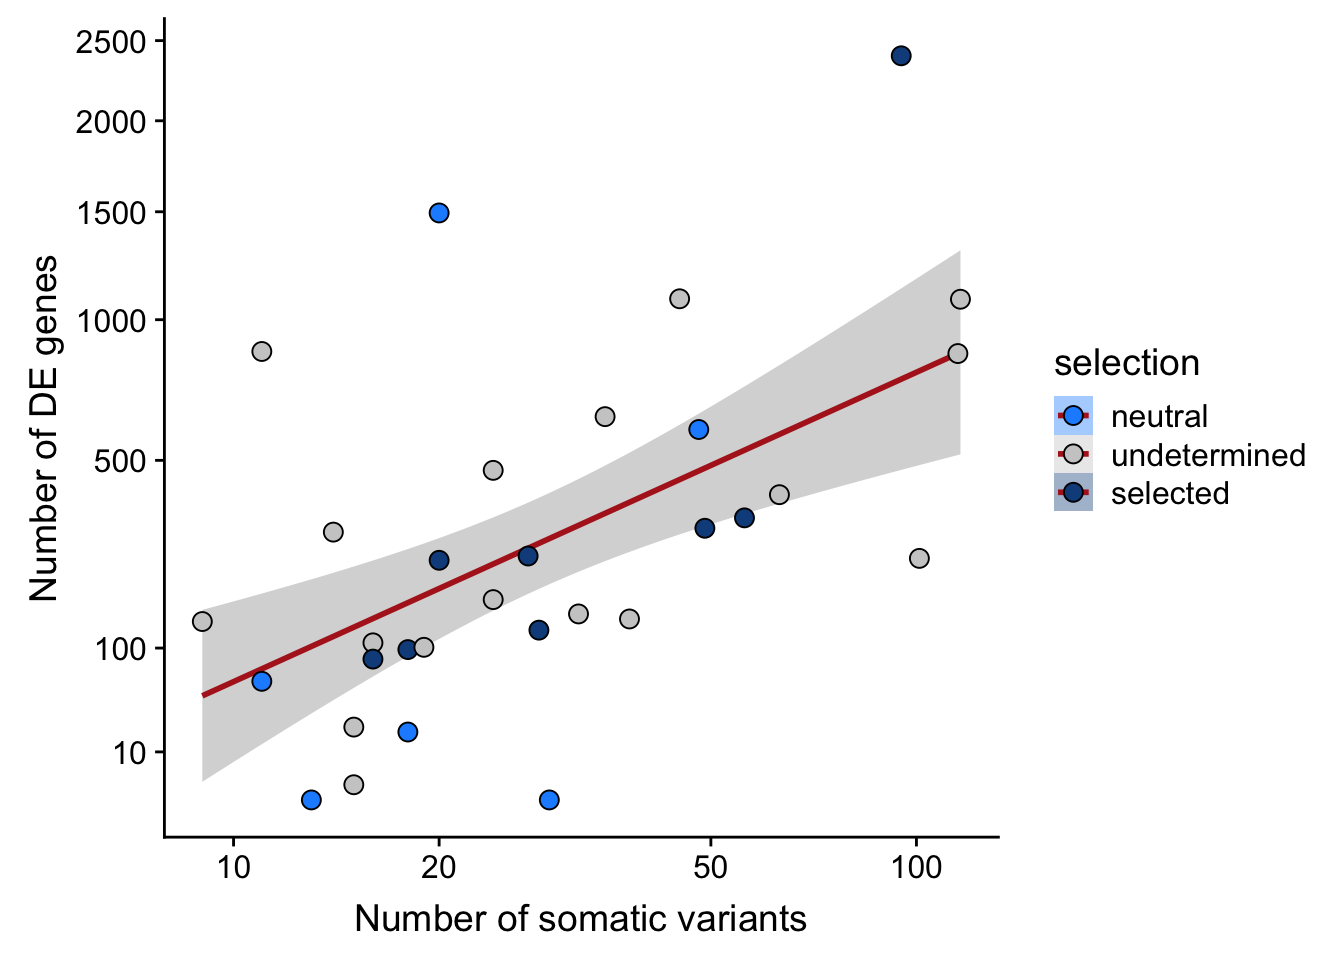 2500
2000
1500
1000
500
100
10
Number of DE genes
10 20 50 100
Number of somatic variants
selection
neutral
undetermined
selected